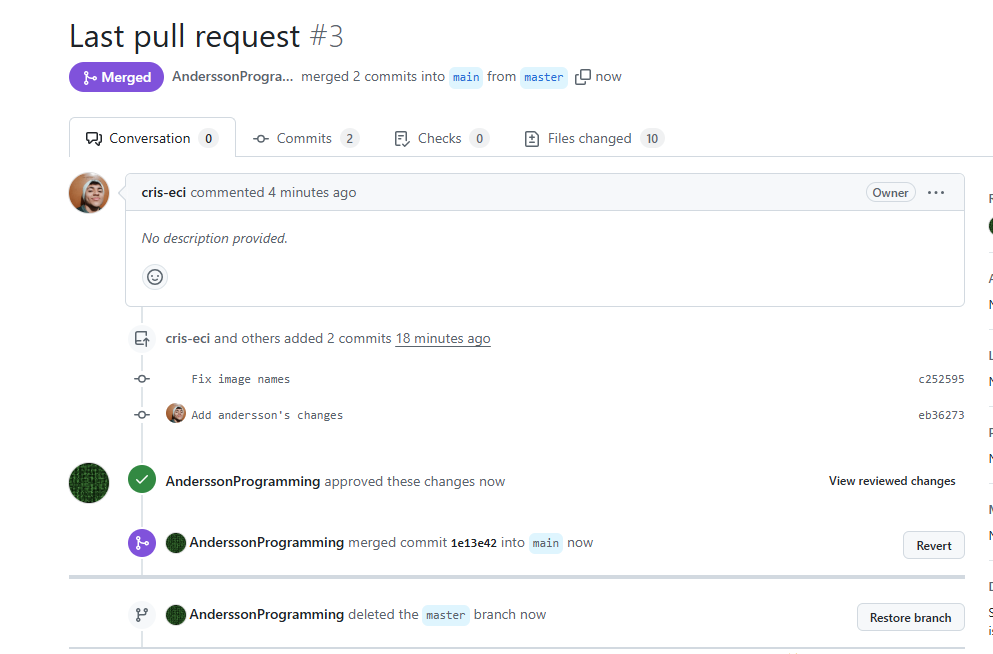 Last pull request #3
Merged AnderssonProgra... merged 2 commits into main from master now
Conversation 0 Commits 2 Checks 0 Files changed 10
cris-eci commented 4 minutes ago Owner
No description provided.
cris-eci and others added 2 commits 18 minutes ago
Fix image names c252595
Add andersson's changes eb36273
AnderssonProgramming approved these changes now View reviewed changes
AnderssonProgramming merged commit 1e13e42 into main now Revert
AnderssonProgramming deleted the master branch now Restore branch